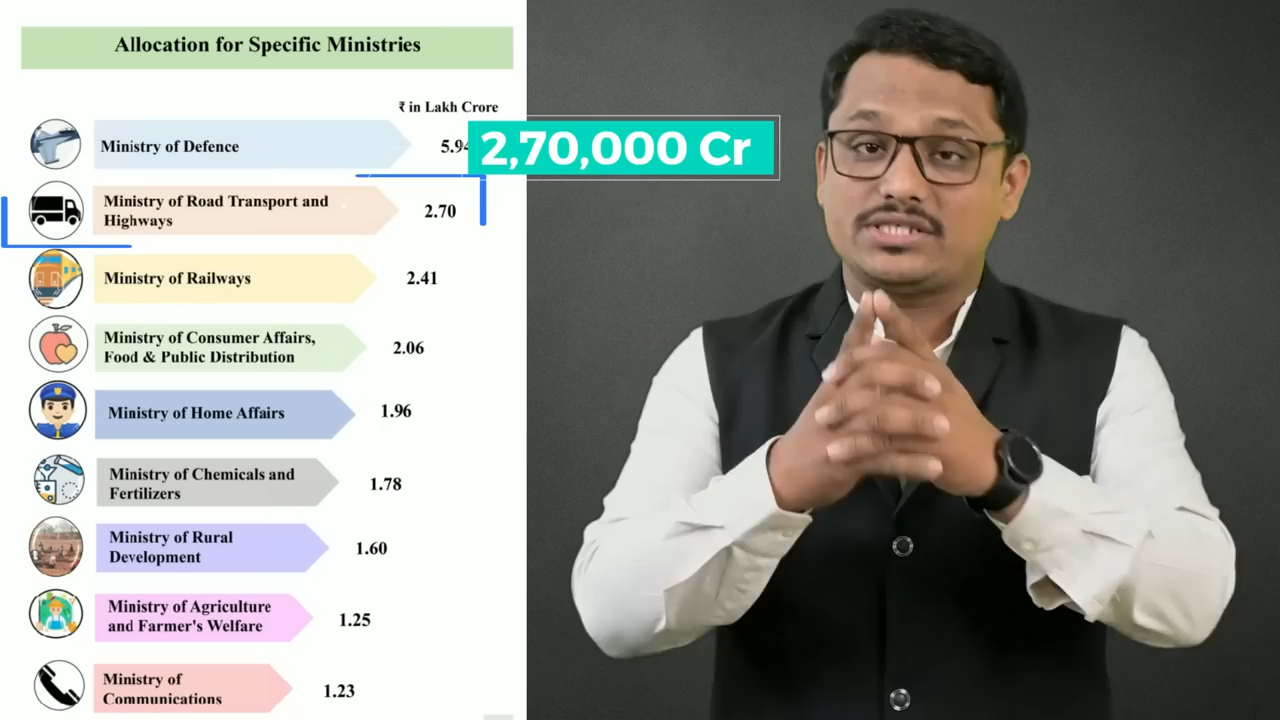 Allocation for Specific Ministries
₹ in Lakh Crore
Ministry of Defence
5.94
2,70,000 Cr
Ministry of Road Transport and
Highways
2.70
Ministry of Railways
2.41
Ministry of Consumer Affairs,
Food & Public Distribution
2.06
Ministry of Home Affairs
1.96
Ministry of Chemicals and
Fertilizers
1.78
Ministry of Rural
Development
1.60
Ministry of Agriculture
and Farmer's Welfare
1.25
Ministry of
Communications
1.23